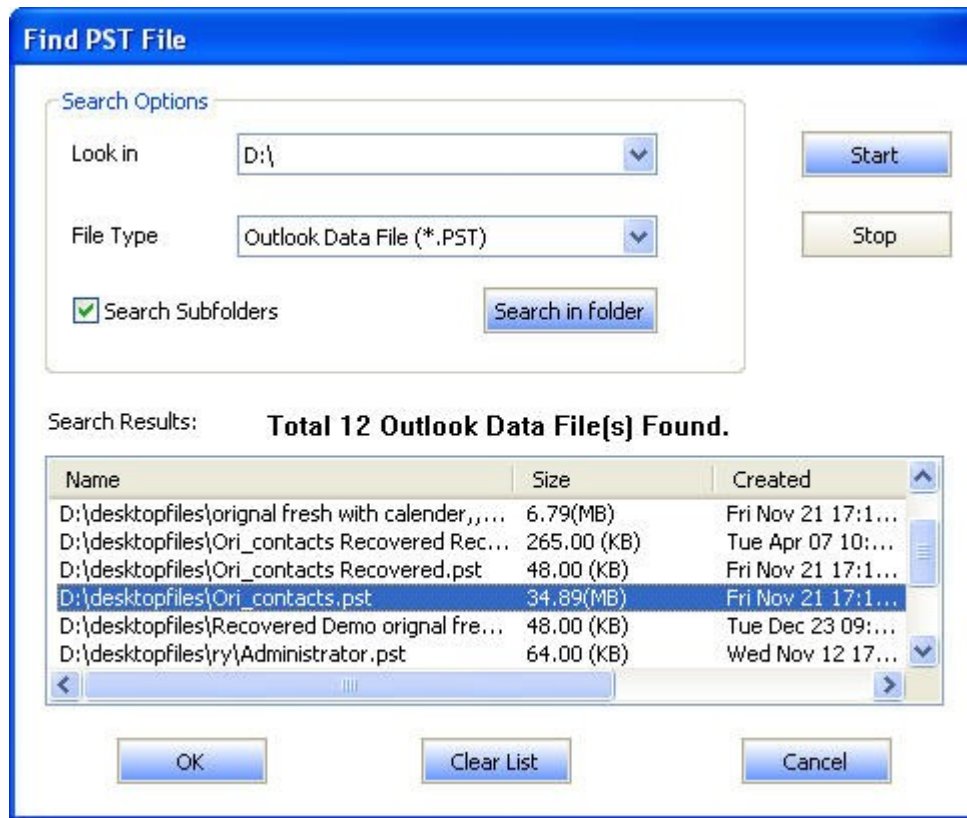 Find PST File
Search Options
Look in D:\ Start
File Type Outlook Data File (*.PST) Stop
Search Subfolders Search in folder
Search Results: Total 12 Outlook Data File(s) Found.
Name Size Created
D:\desktopfiles\orignal fresh with calender,,... 6.79(MB) Fri Nov 21 17:1...
D:\desktopfiles\Ori_contacts Recovered Rec... 265.00 (KB) Tue Apr 07 10:...
D:\desktopfiles\Ori_contacts Recovered.pst 48.00 (KB) Fri Nov 21 17:1...
D:\desktopfiles\Ori_contacts.pst 34.89(MB) Fri Nov 21 17:1...
D:\desktopfiles\Recovered Demo orignal fre... 48.00 (KB) Tue Dec 23 09:...
D:\desktopfiles\ry\Administrator.pst 64.00 (KB) Wed Nov 12 17...
OK Clear List Cancel